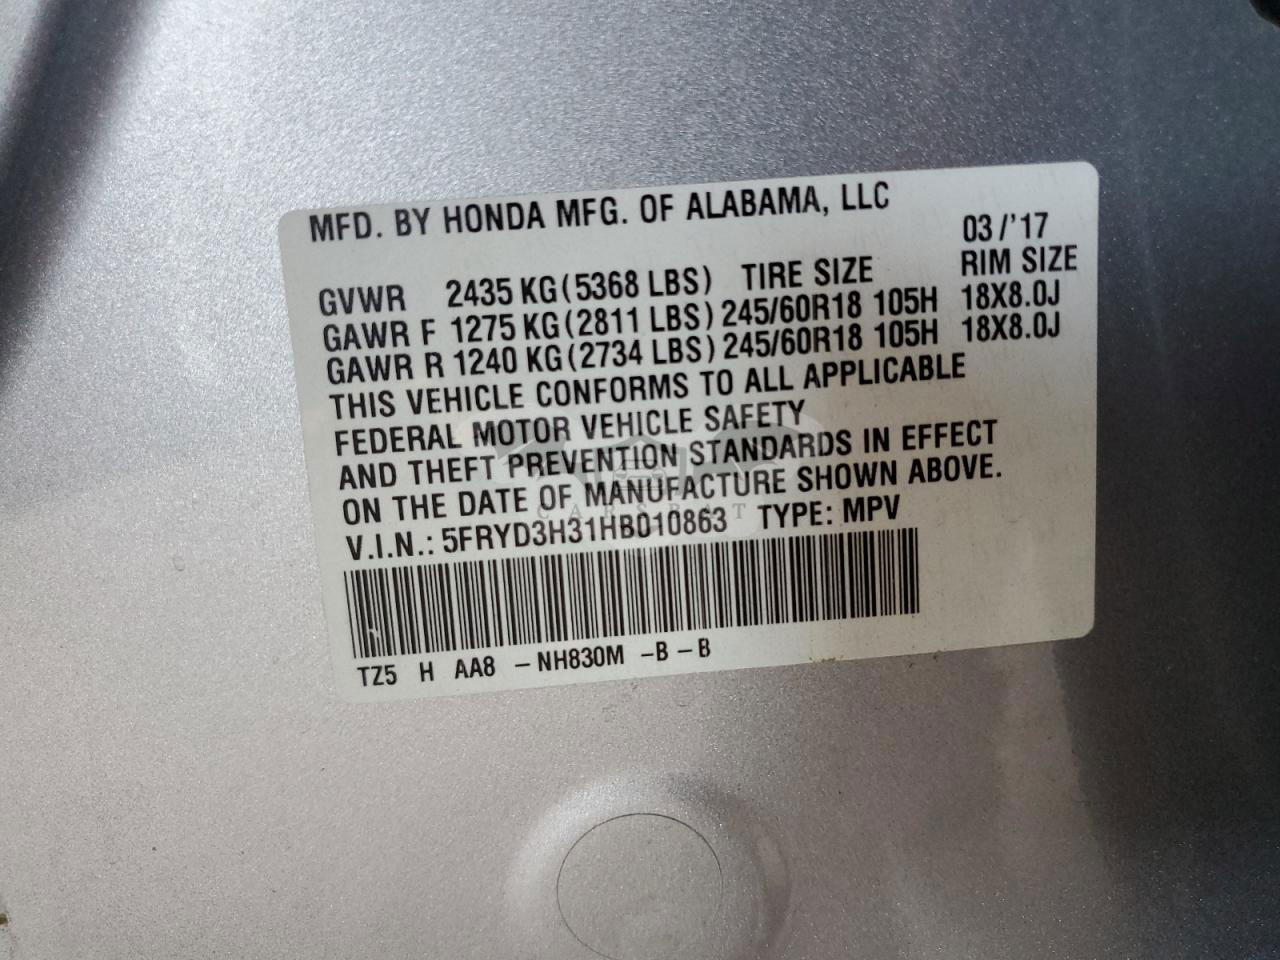 MFD. BY HONDA MFG. OF ALABAMA, LLC
03/'17
GVWR 2435 KG(5368 LBS) TIRE SIZE RIM SIZE
GAWR F 1275 KG(2811 LBS) 245/60R18 105H 18X8.0J
GAWR R 1240 KG(2734 LBS) 245/60R18 105H 18X8.0J
THIS VEHICLE CONFORMS TO ALL APPLICABLE
FEDERAL MOTOR VEHICLE SAFETY
AND THEFT PREVENTION STANDARDS IN EFFECT
ON THE DATE OF MANUFACTURE SHOWN ABOVE.
CARSBAT
V.I.N.: 5FRYD3H31HB010863 TYPE: MPV
TZ5 H AA8 -NH830M -B-B